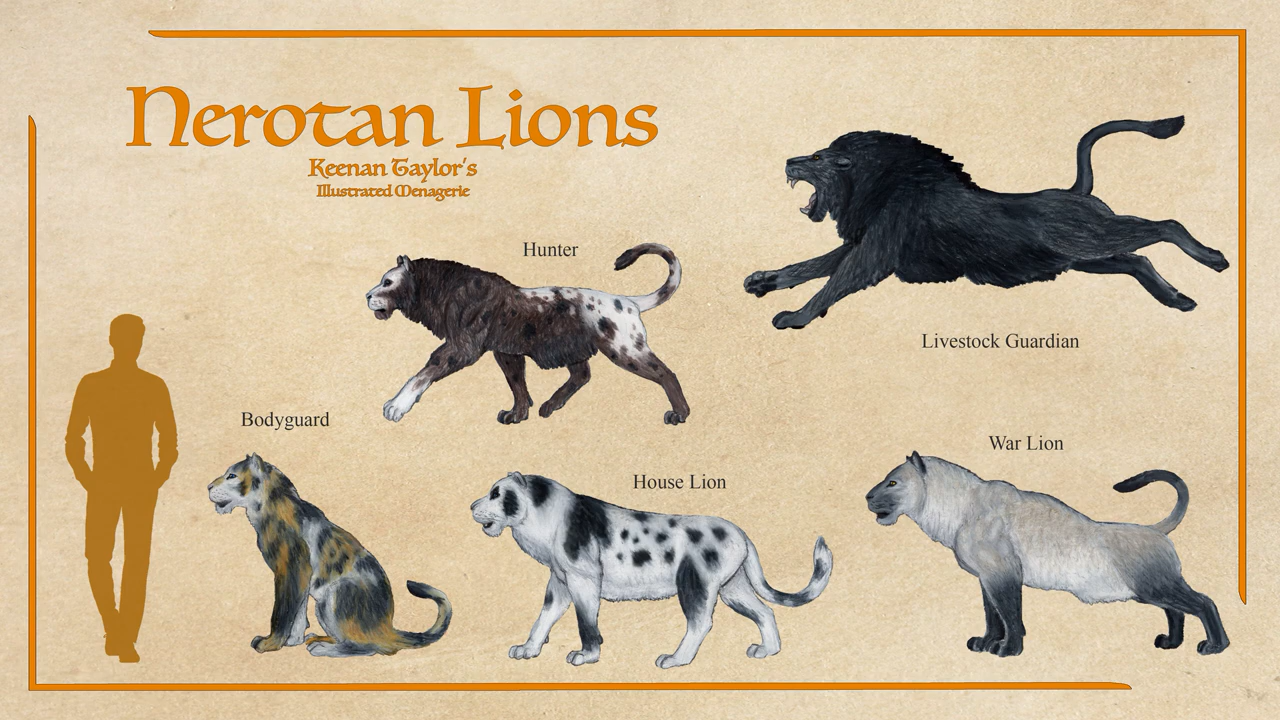 Nerotan Lions
Keenan Taylor's
Illustrated Menagerie
Hunter
Livestock Guardian
Bodyguard
House Lion
War Lion